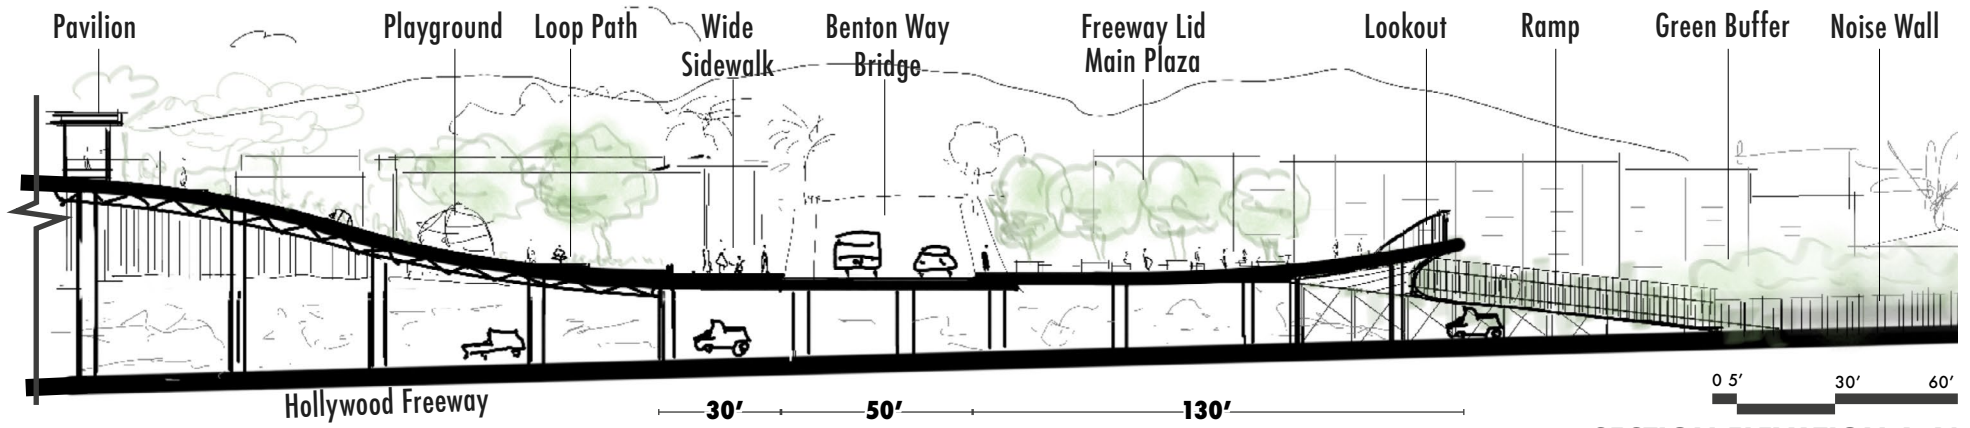 Pavilion
Playground
Loop Path
Wide
Sidewalk
Benton Way
Bridge
Freeway Lid
Main Plaza
Lookout
Ramp
Green Buffer
Noise Wall
Hollywood Freeway
30’
50’
130’
0 5’ 30’ 60’